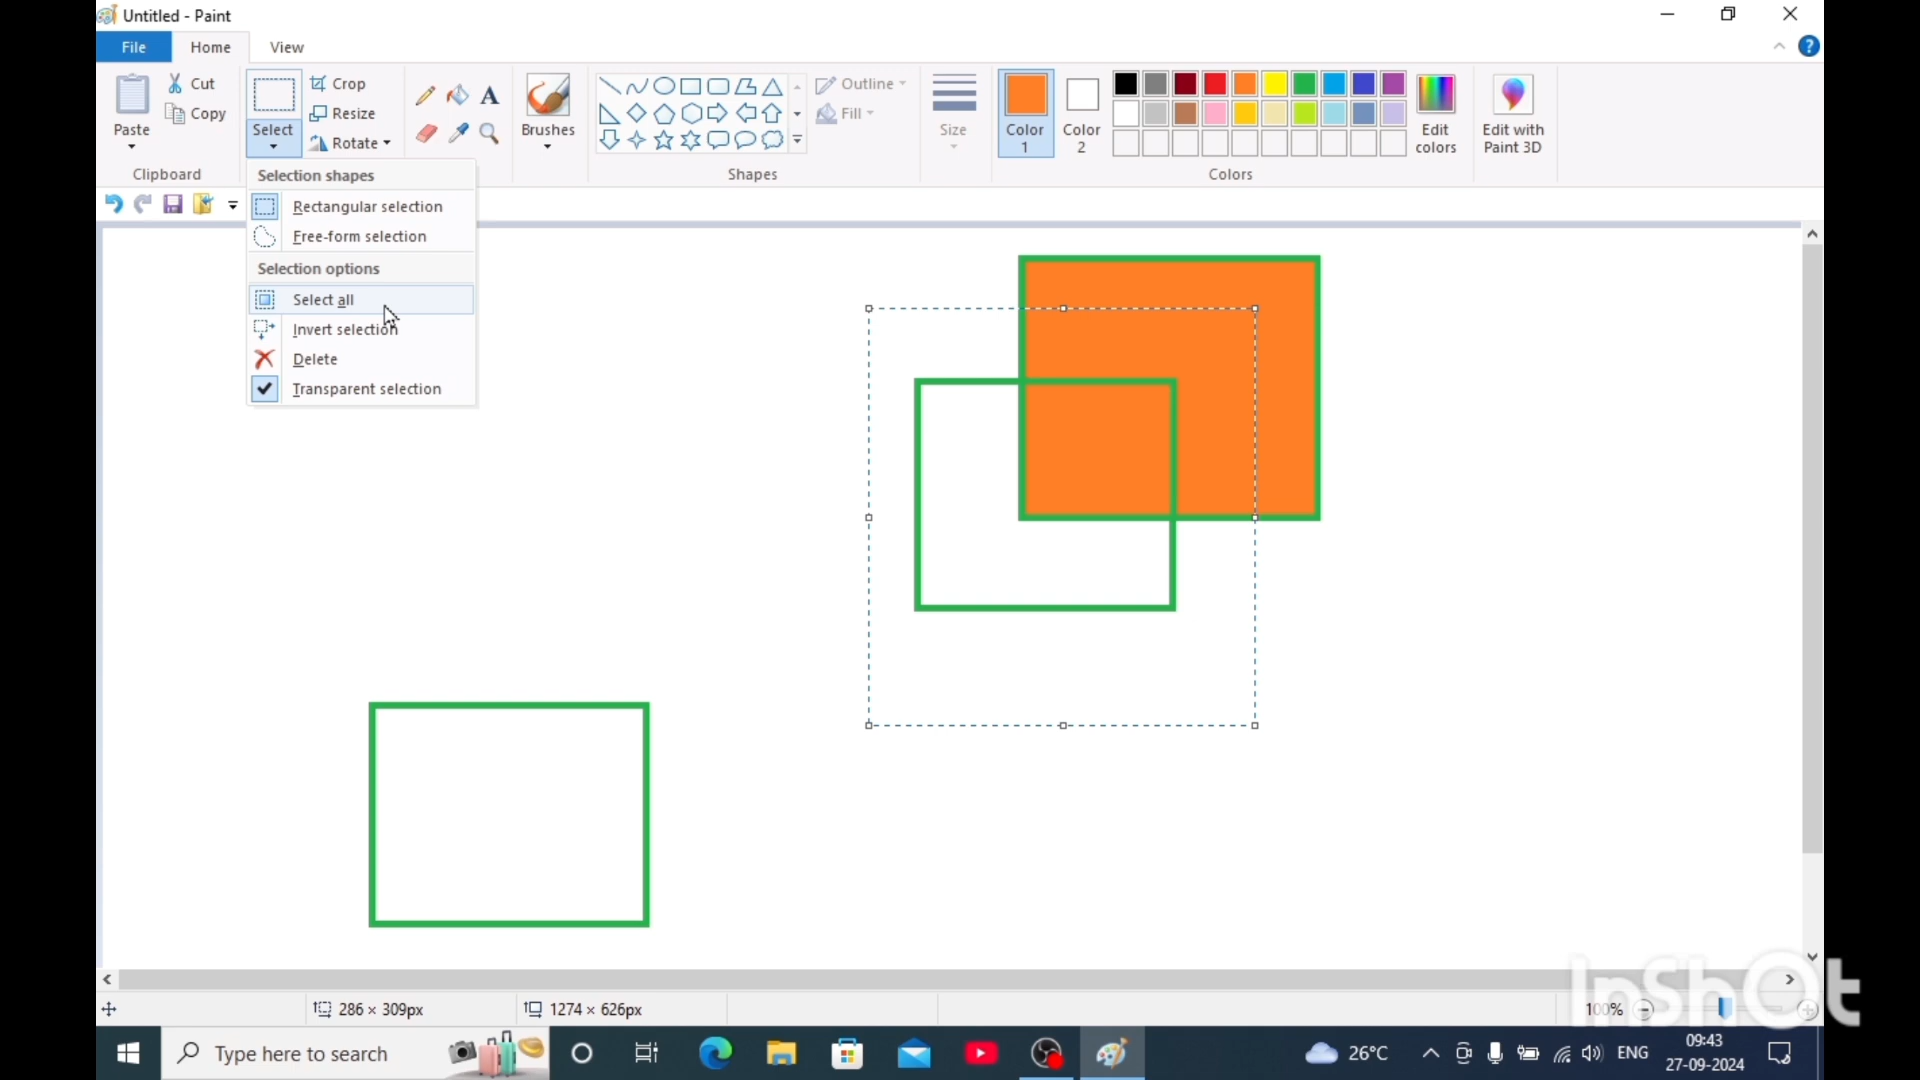 Untitled - Paint
File Home View
Paste
Cut
Copy
Clipboard
Select
Crop
Resize
Rotate
A
Brushes
Shapes
Outline
Fill
Size
Color 1
Color 2
Edit colors
Edit with Paint 3D
Colors
Selection shapes
Rectangular selection
Free-form selection
Selection options
Select all
Invert selection
Delete
Transparent selection
286 × 309px
1274 × 626px
100%
InShOt
Type here to search
26°C
ENG
09:43
27-09-2024